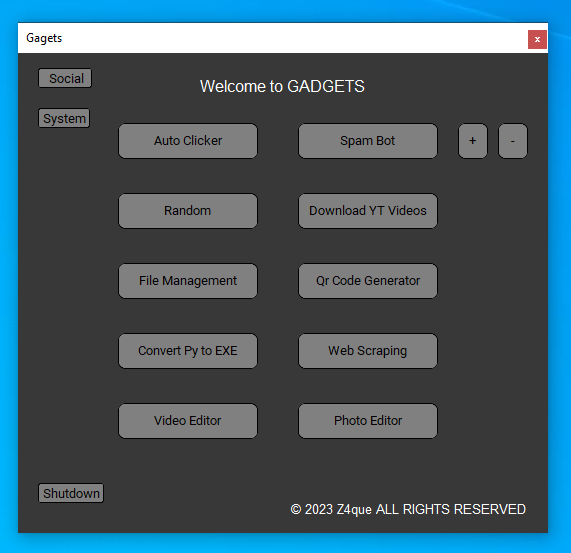 Gagets
x
Social
Welcome to GADGETS
System
Auto Clicker
Spam Bot
+
-
Random
Download YT Videos
File Management
Qr Code Generator
Convert Py to EXE
Web Scraping
Video Editor
Photo Editor
Shutdown
© 2023 Z4que ALL RIGHTS RESERVED